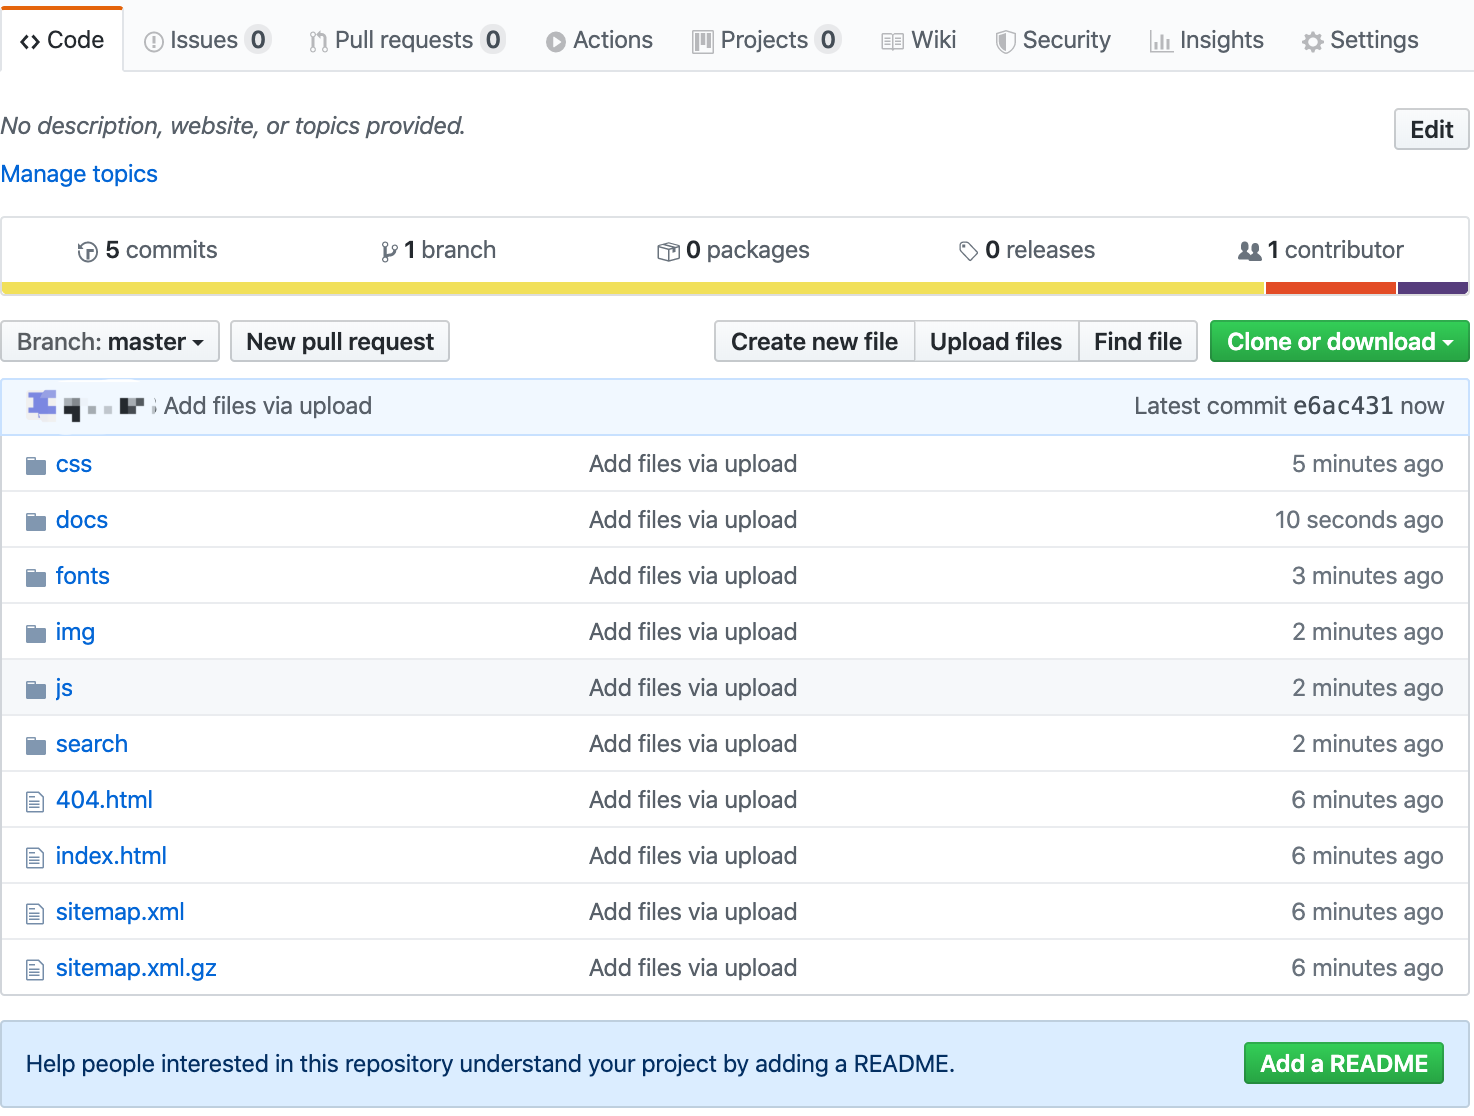 Code Issues 0 Pull requests 0 Actions Projects 0 Wiki Security Insights Settings
No description, website, or topics provided.
Edit
Manage topics
5 commits 1 branch 0 packages 0 releases 1 contributor
Branch: master New pull request Create new file Upload files Find file Clone or download
Add files via upload Latest commit e6ac431 now
css Add files via upload 5 minutes ago
docs Add files via upload 10 seconds ago
fonts Add files via upload 3 minutes ago
img Add files via upload 2 minutes ago
js Add files via upload 2 minutes ago
search Add files via upload 2 minutes ago
404.html Add files via upload 6 minutes ago
index.html Add files via upload 6 minutes ago
sitemap.xml Add files via upload 6 minutes ago
sitemap.xml.gz Add files via upload 6 minutes ago
Help people interested in this repository understand your project by adding a README. Add a README